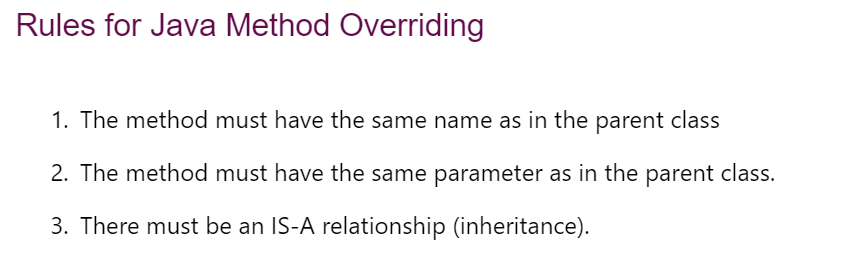 Rules for Java Method Overriding
1. The method must have the same name as in the parent class
2. The method must have the same parameter as in the parent class.
3. There must be an IS-A relationship (inheritance).